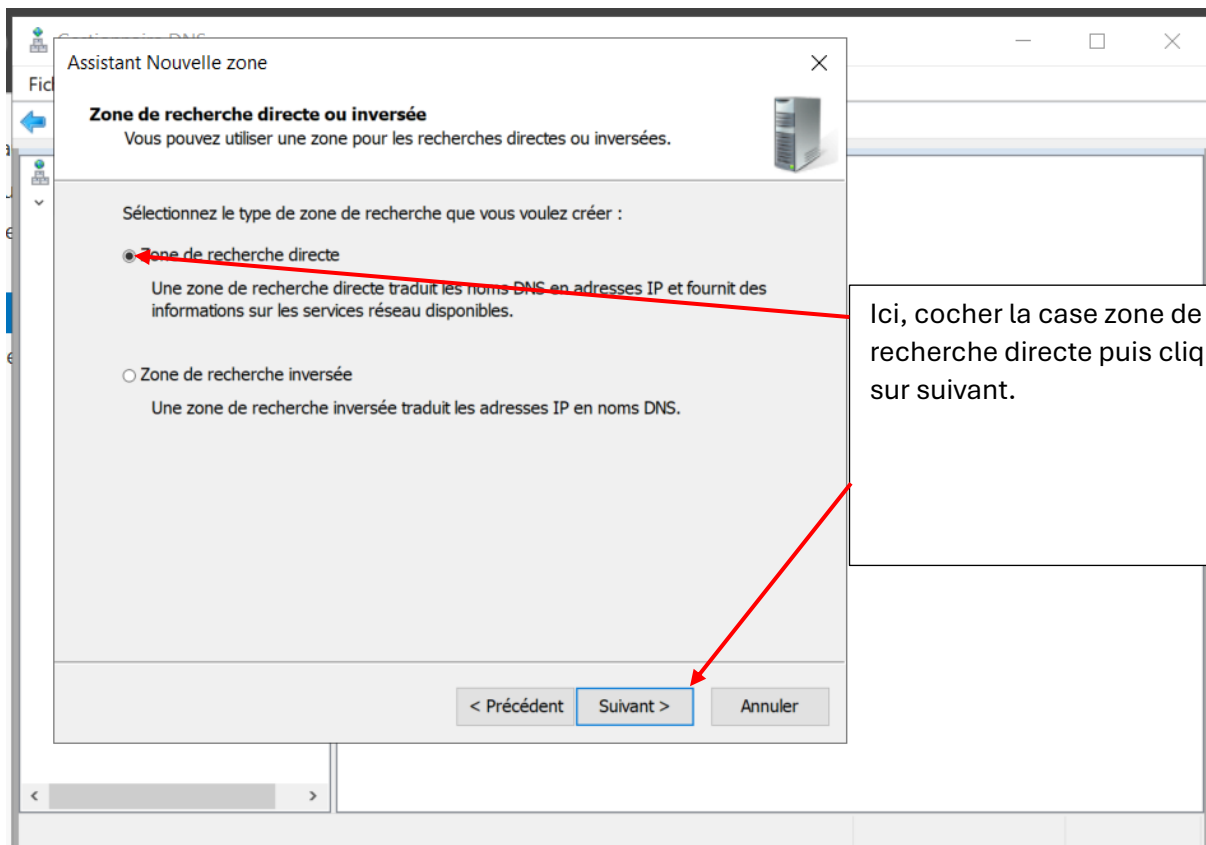 Gestionnaire DNS
Assistant Nouvelle zone
Zone de recherche directe ou inversée
Vous pouvez utiliser une zone pour les recherches directes ou inversées.
Sélectionnez le type de zone de recherche que vous voulez créer :
Zone de recherche directe
Une zone de recherche directe traduit les noms DNS en adresses IP et fournit des
informations sur les services réseau disponibles.
Zone de recherche inversée
Une zone de recherche inversée traduit les adresses IP en noms DNS.
Ici, cocher la case zone de
recherche directe puis cliq
sur suivant.
< Précédent
Suivant >
Annuler